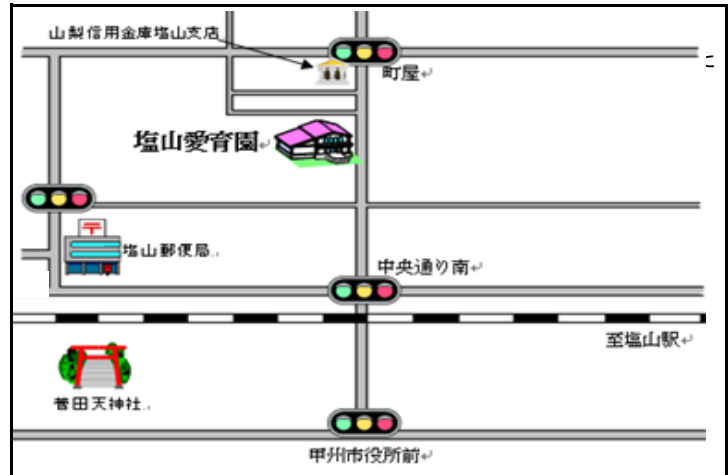 山梨信用金庫塩山支店
町屋
塩山愛育園
〒
塩山郵便局
中央通り南
至塩山駅
菅田天神社
甲州市役所前